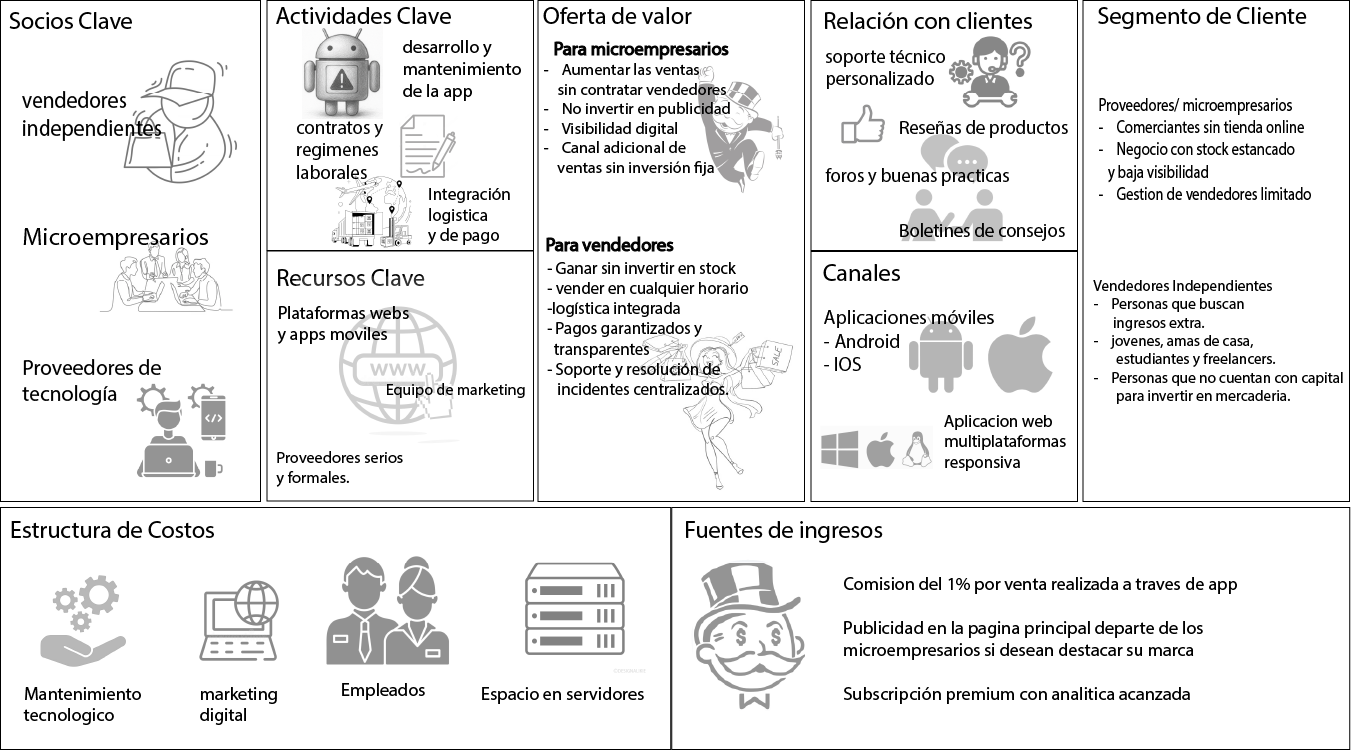 Socios Clave
vendedores
independientes
Microempresarios
Proveedores de
tecnología
Actividades Clave
desarrollo y
mantenimiento
de la app
contratos y
regimenes
laborales
Integración
logistica
y de pago
Recursos Clave
Plataformas webs
y apps moviles
www
Equipo de marketing
Proveedores serios
y formales.
Oferta de valor
Para microempresarios
- Aumentar las ventas
sin contratar vendedores
- No invertir en publicidad
- Visibilidad digital
- Canal adicional de
ventas sin inversión fija
Para vendedores
- Ganar sin invertir en stock
- vender en cualquier horario
-logística integrada
- Pagos garantizados y
transparentes
- Soporte y resolución de
incidentes centralizados.
SALE
Relación con clientes
soporte técnico
personalizado
Reseñas de productos
foros y buenas practicas
Boletines de consejos
Canales
Aplicaciones móviles
- Android
- IOS
Aplicacion web
multiplataformas
responsiva
Segmento de Cliente
Proveedores/ microempresarios
- Comerciantes sin tienda online
- Negocio con stock estancado
y baja visibilidad
- Gestion de vendedores limitado
Vendedores Independientes
- Personas que buscan
ingresos extra.
- jovenes, amas de casa,
estudiantes y freelancers.
- Personas que no cuentan con capital
para invertir en mercaderia.
Estructura de Costos
Mantenimiento
tecnologico
marketing
digital
Empleados
Espacio en servidores
Fuentes de ingresos
Comision del 1% por venta realizada a traves de app
Publicidad en la pagina principal departe de los
microempresarios si desean destacar su marca
Subscripción premium con analitica acanzada